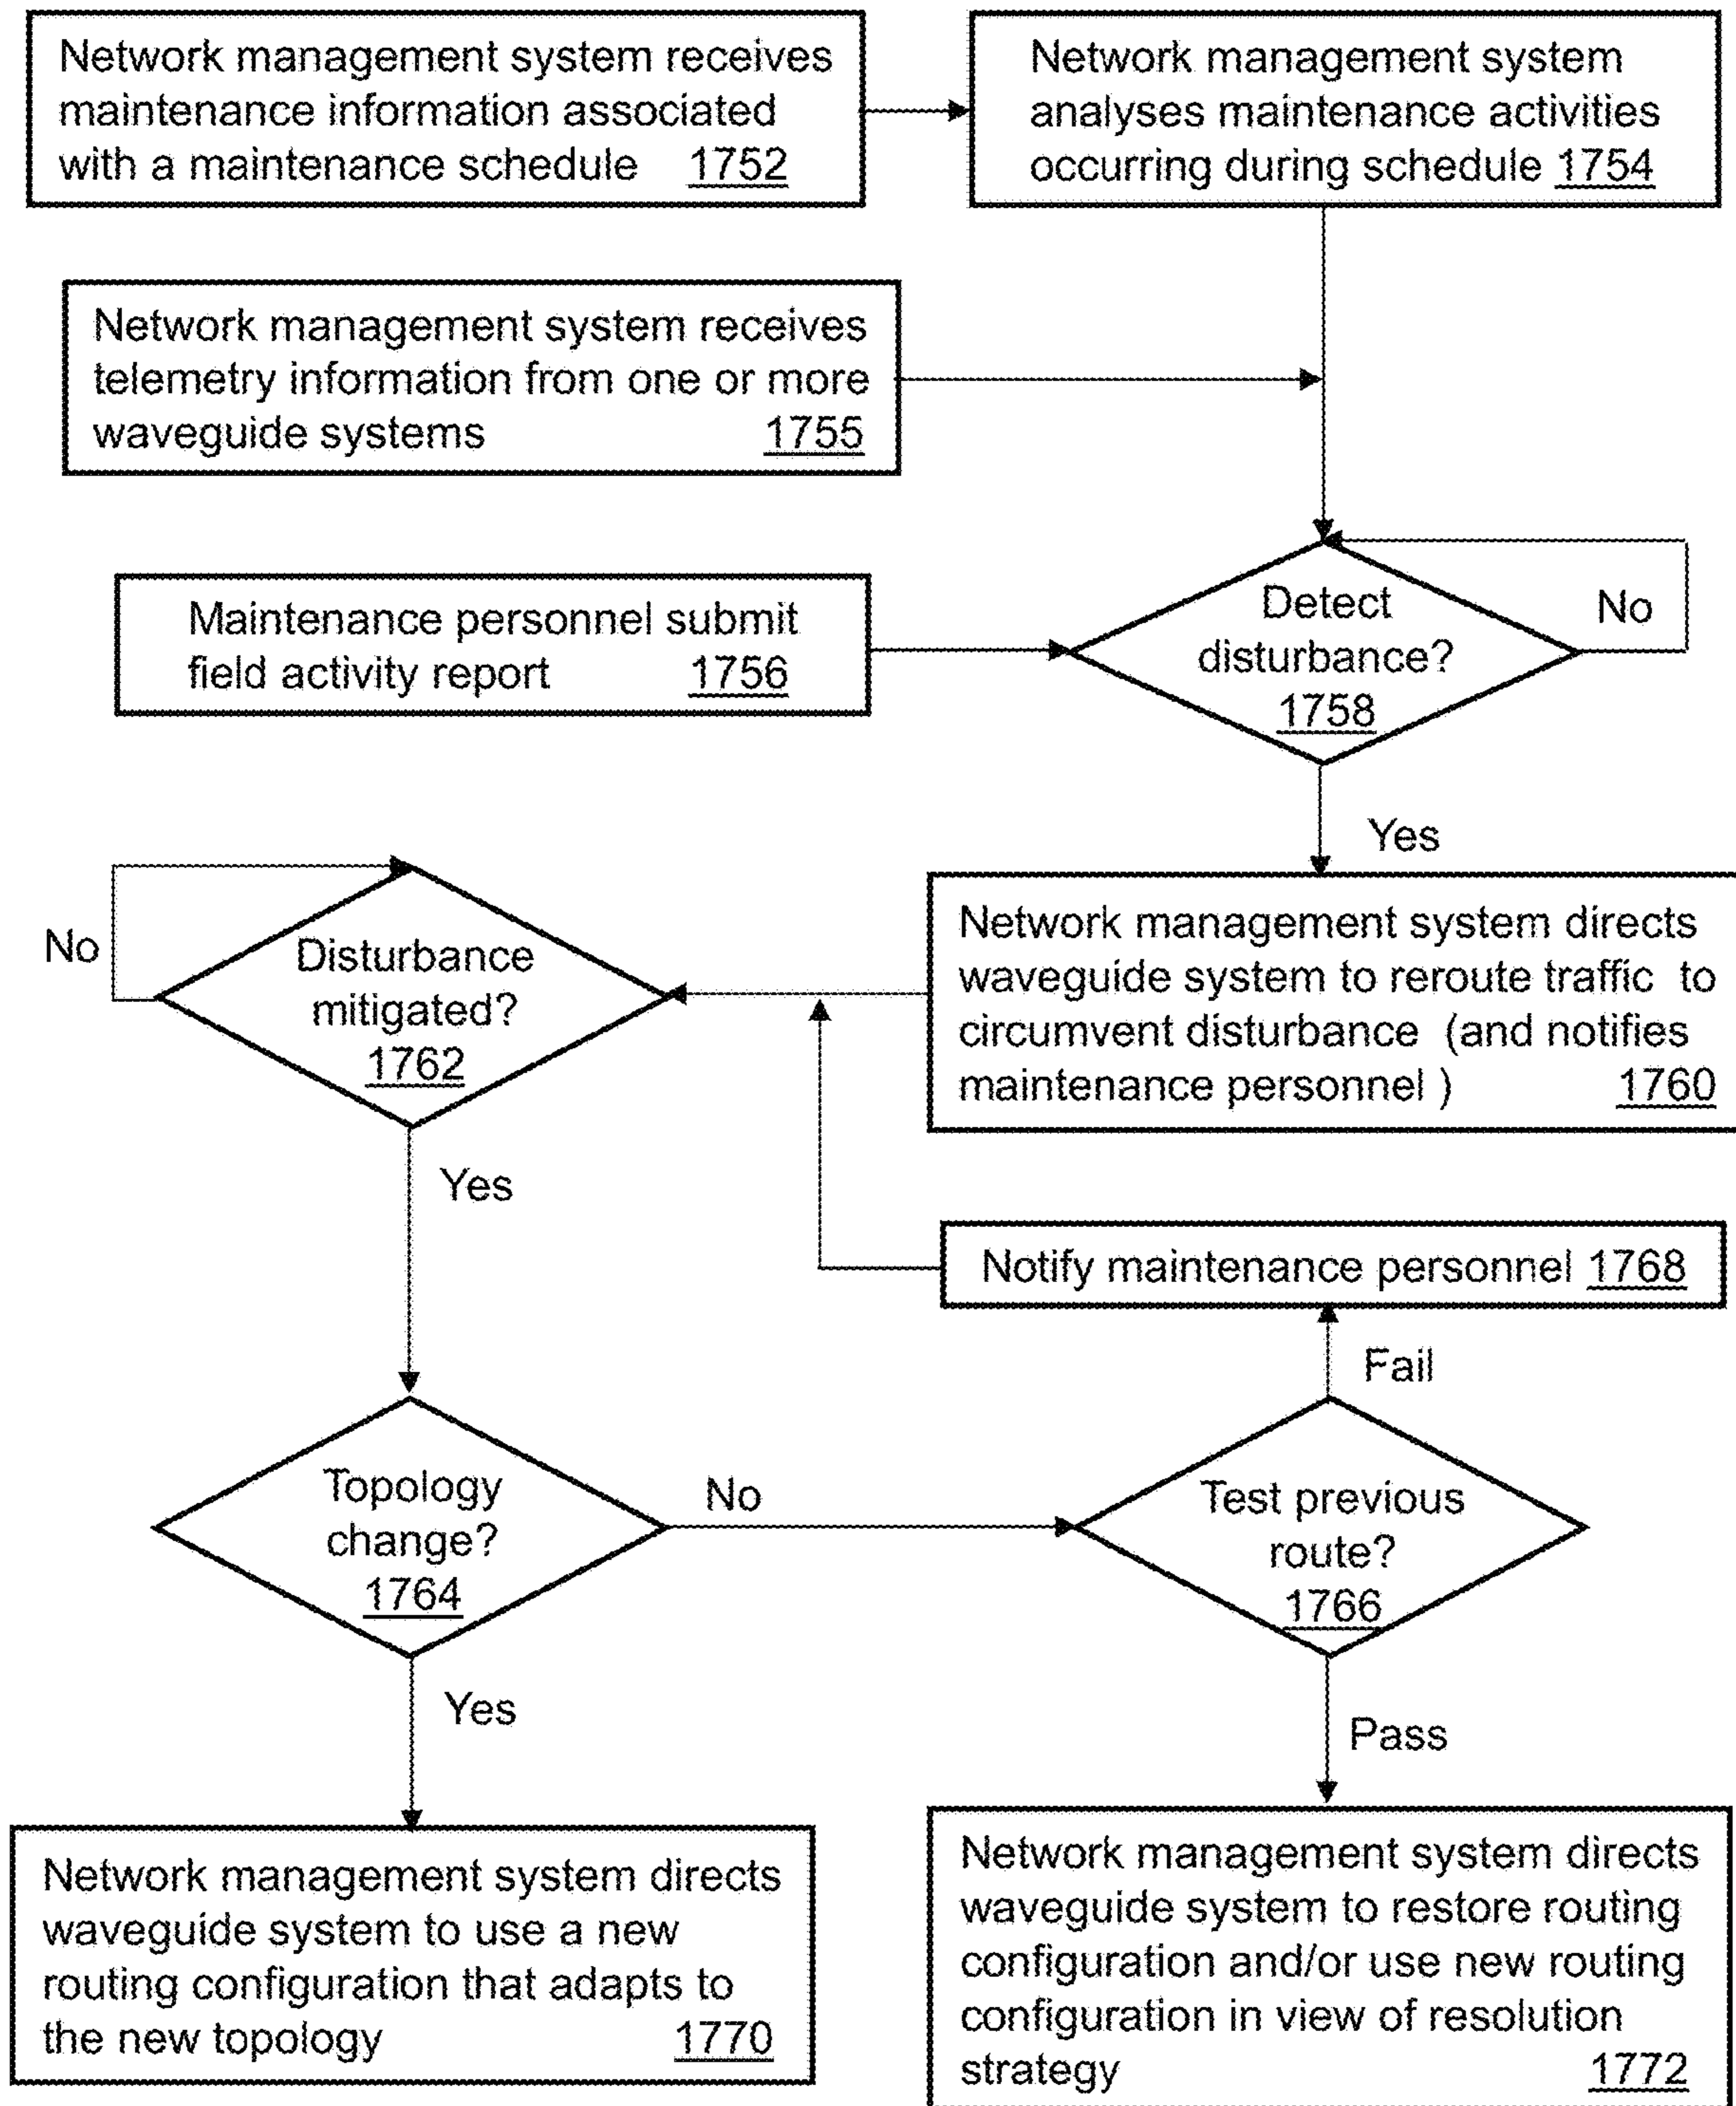 Network management system receives
maintenance information associated
with a maintenance schedule 1752
Network management system
analyses maintenance activities
occurring during schedule 1754
Network management system receives
telemetry information from one or more
waveguide systems 1755
Maintenance personnel submit
field activity report 1756
Detect
disturbance?
1758
No
Yes
Network management system directs
waveguide system to reroute traffic to
circumvent disturbance (and notifies
maintenance personnel ) 1760
No
Disturbance
mitigated?
1762
Yes
Notify maintenance personnel 1768
Fail
Topology
change?
1764
No
Test previous
route?
1766
Yes
Pass
Network management system directs
waveguide system to use a new
routing configuration that adapts to
the new topology 1770
Network management system directs
waveguide system to restore routing
configuration and/or use new routing
configuration in view of resolution
strategy 1772